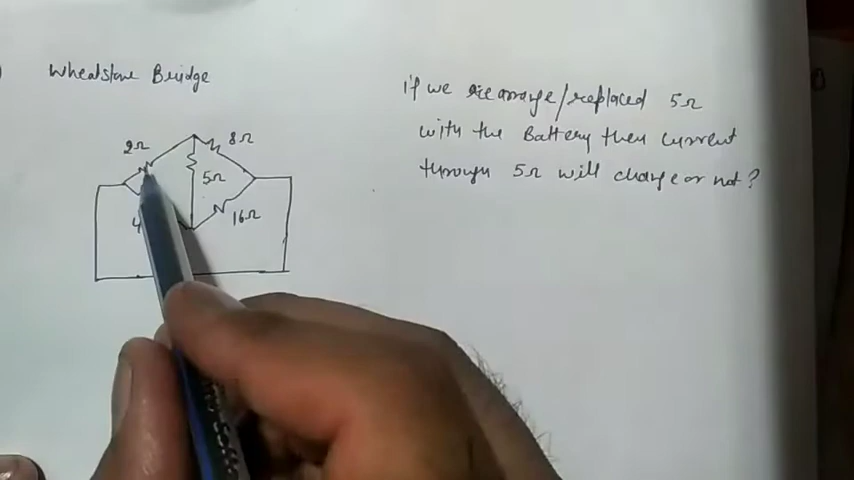 Wheatstone Bridge
if we rearrange/replaced 5Ω
with the Battery then current
through 5Ω will change or not?
2Ω
8Ω
5Ω
4
16Ω